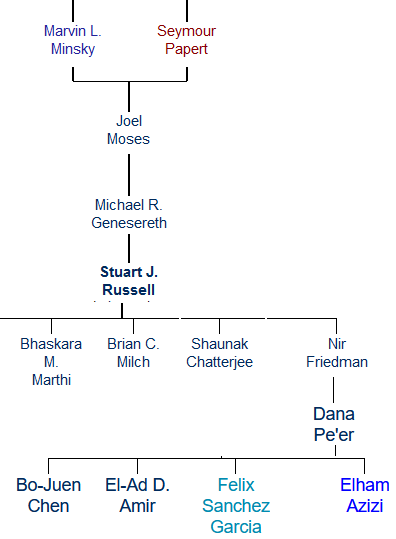 Marvin L.
Minsky
Seymour
Papert
Joel
Moses
Michael R.
Genesereth
Stuart J.
Russell
Bhaskara
M.
Marthi
Brian C.
Milch
Shaunak
Chatterjee
Nir
Friedman
Dana
Pe'er
Bo-Juen
Chen
El-Ad D.
Amir
Felix
Sanchez
Garcia
Elham
Azizi